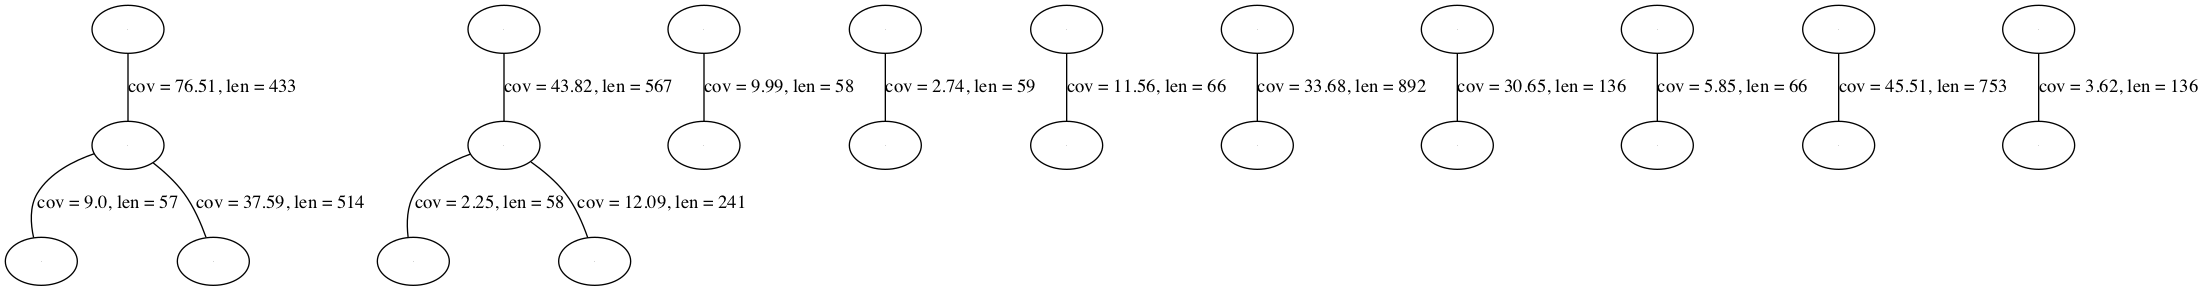 cov = 76.51, len = 433
cov = 43.82, len = 567
cov = 9.99, len = 58
cov = 2.74, len = 59
cov = 11.56, len = 66
cov = 33.68, len = 892
cov = 30.65, len = 136
cov = 5.85, len = 66
cov = 45.51, len = 753
cov = 3.62, len = 136
cov = 9.0, len = 57
cov = 37.59, len = 514
cov = 2.25, len = 58
cov = 12.09, len = 241